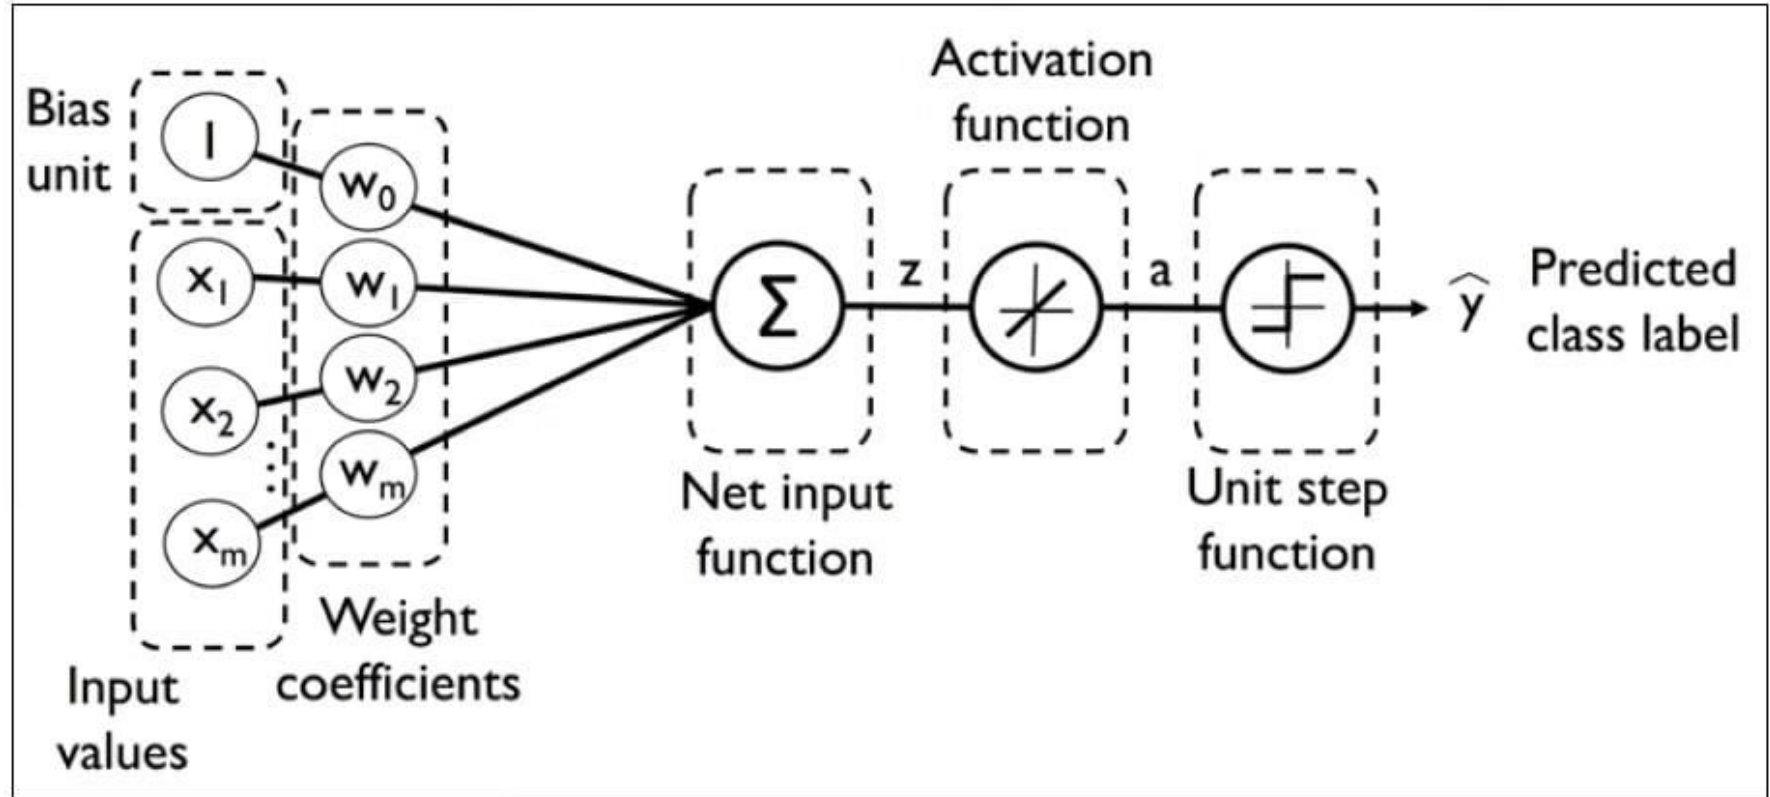 Bias
unit
1
x1
x2
⋮
xm
Input
values
w0
w1
w2
wm
Weight
coefficients
Σ
Net input
function
z
Activation
function
a
Unit step
function
ŷ
Predicted
class label